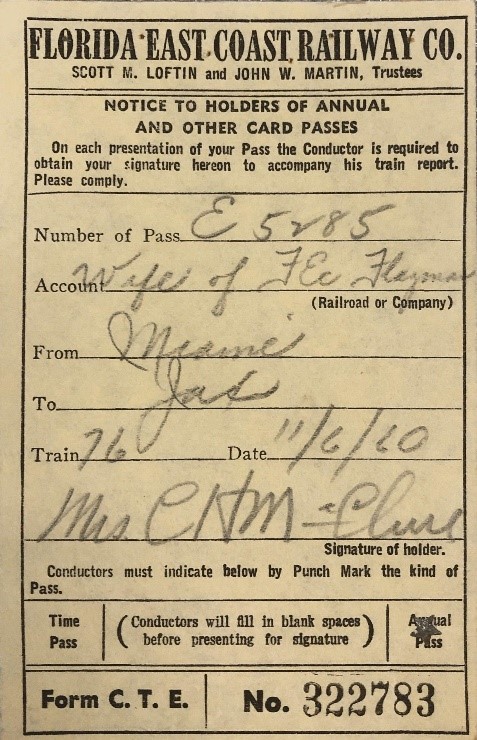 FLORIDA EAST COAST RAILWAY CO.
SCOTT M. LOFTIN and JOHN W. MARTIN, Trustees
NOTICE TO HOLDERS OF ANNUAL
AND OTHER CARD PASSES
On each presentation of your Pass the Conductor is required to
obtain your signature hereon to accompany his train report.
Please comply.
Number of Pass E 5285
Account Wife of FEC Flagman
(Railroad or Company)
From Miami
To Jax
Train 76 Date 11/6/60
Mrs C H McClure
Signature of holder.
Conductors must indicate below by Punch Mark the kind of
Pass.
Time Pass (Conductors will fill in blank spaces before presenting for signature) Annual Pass
Form C. T. E. No. 322783